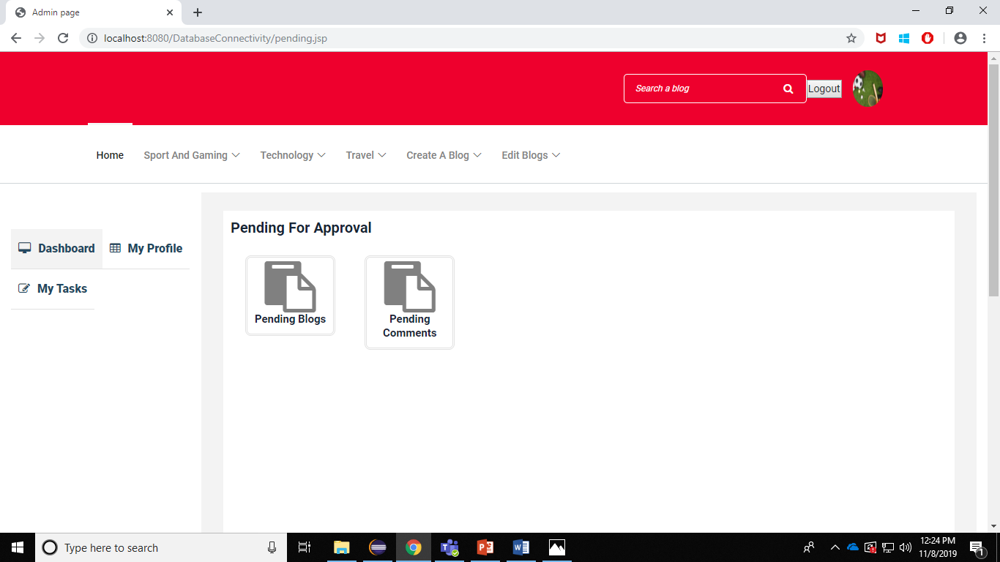 Admin page
localhost:8080/DatabaseConnectivity/pending.jsp
Search a blog
Logout
Home Sport And Gaming Technology Travel Create A Blog Edit Blogs
Dashboard My Profile
My Tasks
Pending For Approval
Pending Blogs
Pending
Comments
Type here to search
12:24 PM
11/8/2019
1